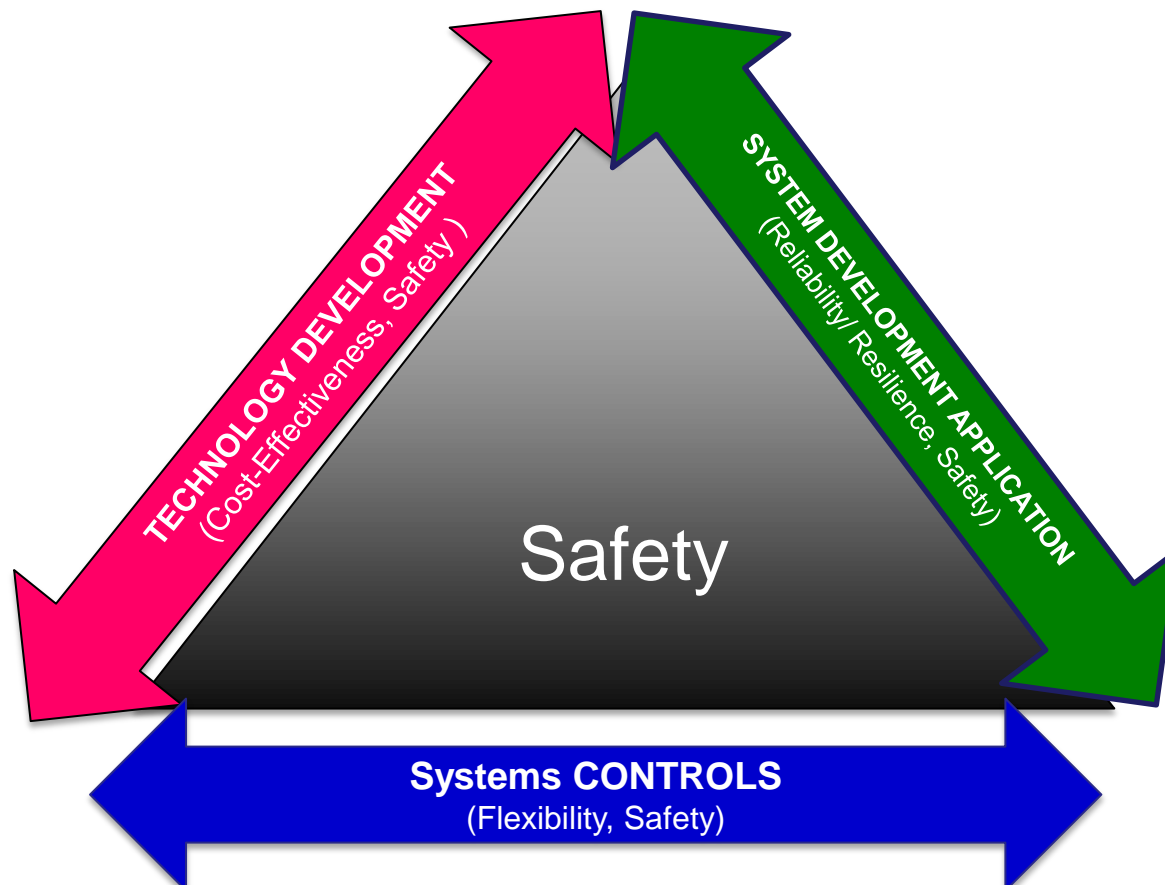 TECHNOLOGY DEVELOPMENT
(Cost-Effectiveness, Safety )
SYSTEM DEVELOPMENT APPLICATION
(Reliability/ Resilience, Safety)
Safety
Systems CONTROLS
(Flexibility, Safety)